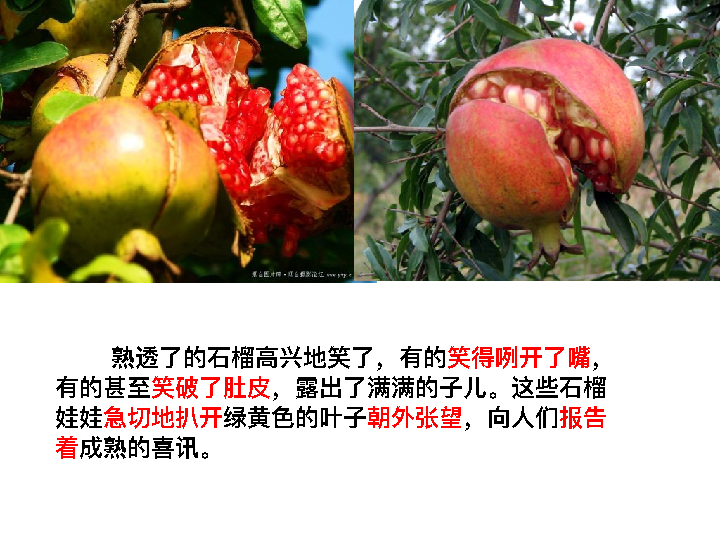 熟透了的石榴高兴地笑了，有的笑得咧开了嘴，
有的甚至笑破了肚皮，露出了满满的子儿。这些石榴
娃娃急切地扒开绿黄色的叶子朝外张望，向人们报告
着成熟的喜讯。